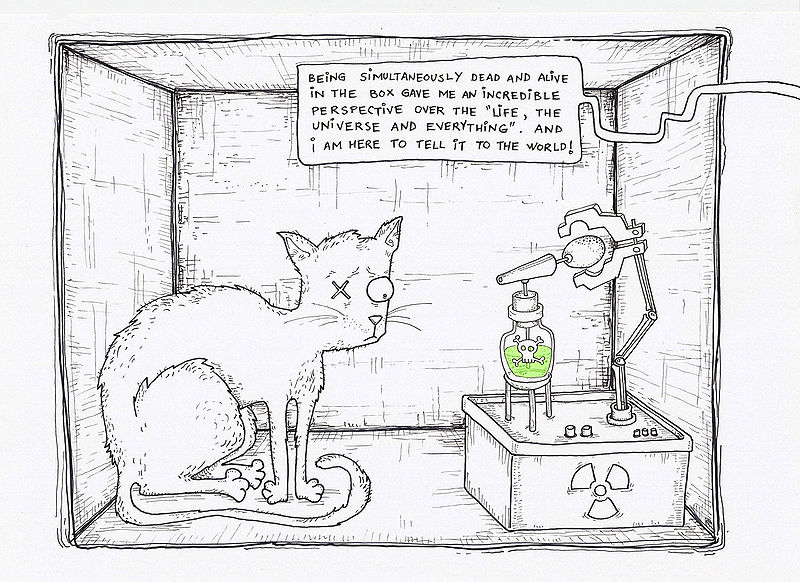 BEING SIMULTANEOUSLY DEAD AND ALIVE
IN THE BOX GAVE ME AN INCREDIBLE
PERSPECTIVE OVER THE "LIFE, THE
UNIVERSE AND EVERYTHING". AND
I AM HERE TO TELL IT TO THE WORLD!